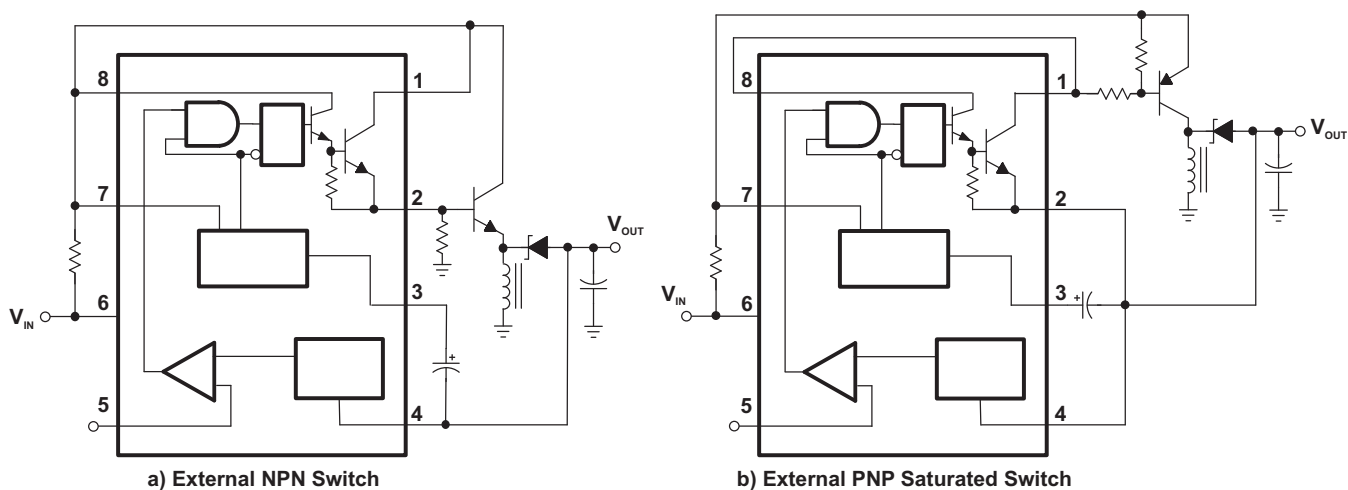 8
1
7
2
V_OUT
3
V_IN
6
5
4
a) External NPN Switch
8
1
V_OUT
7
2
3
V_IN
6
5
4
b) External PNP Saturated Switch